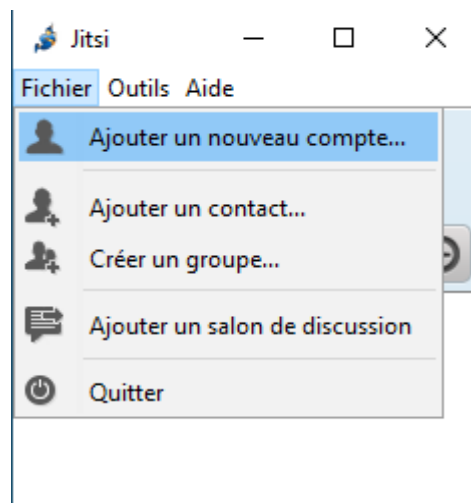 Jitsi
Fichier Outils Aide
Ajouter un nouveau compte...
Ajouter un contact...
Créer un groupe...
Ajouter un salon de discussion
Quitter